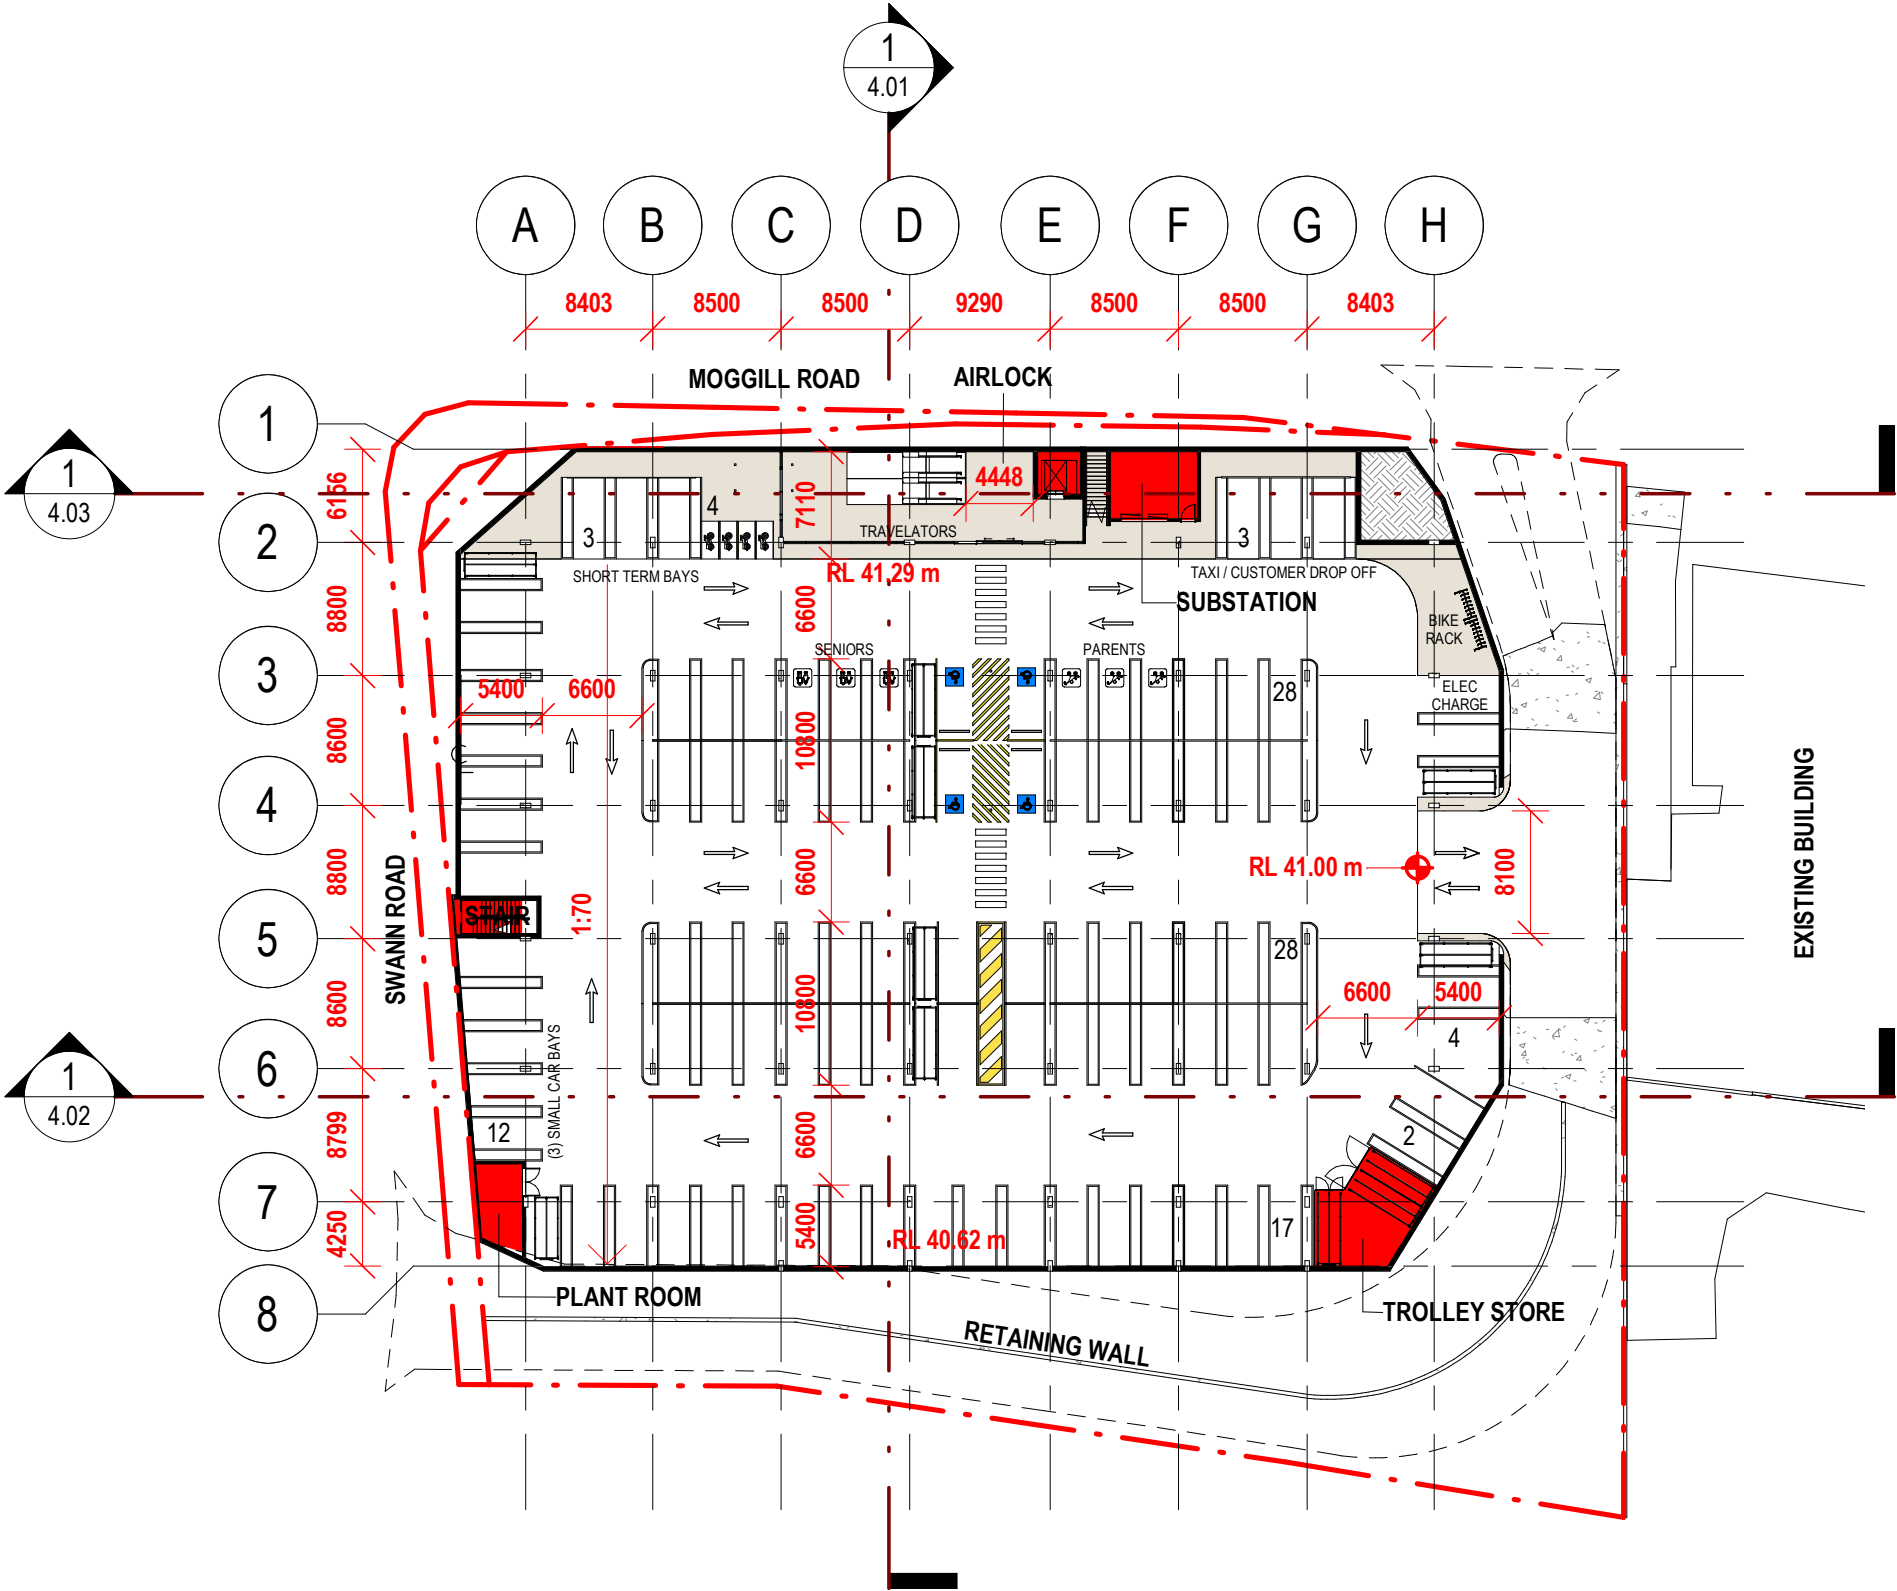 1
4.01
A B C D E F G H
8403 8500 8500 9290 8500 8500 8403
MOGGILL ROAD
AIRLOCK
1
1
4.03
6156
4448
4
7110
2
3
TRAVELATORS
3
SHORT TERM BAYS
RL 41.29 m
TAXI / CUSTOMER DROP OFF
SUBSTATION
8800
6600
BIKE
RACK
SENIORS
PARENTS
3
5400 6600
28
ELEC
CHARGE
8600
10800
4
EXISTING BUILDING
8800
6600
RL 41.00 m
8100
SWANN ROAD
STAIR
1:70
5
28
8600
10800
6600 5400
4
(3) SMALL CAR BAYS
6
1
4.02
8799
12
6600
2
7
4250
5400
RL 40.62 m
17
8
PLANT ROOM
TROLLEY STORE
RETAINING WALL